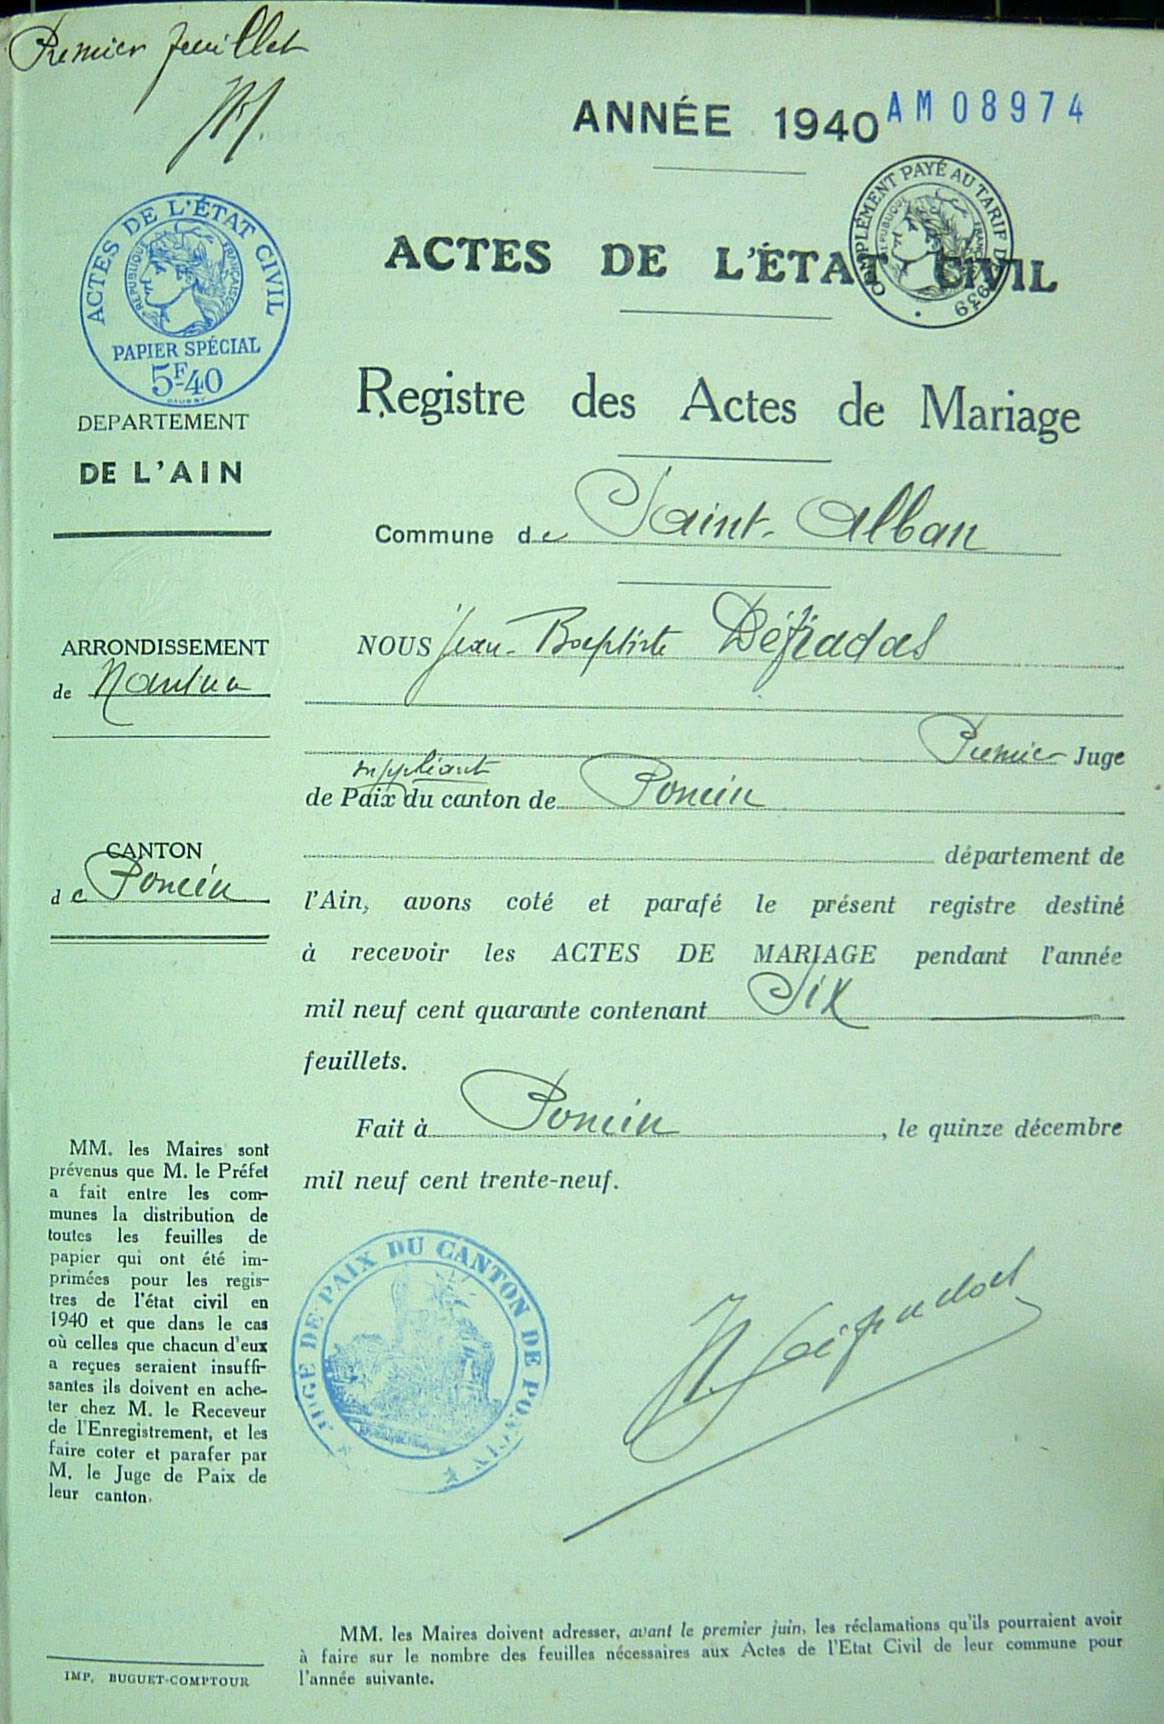 Premier feuillet
ANNÉE 1940
AM 08974
ACTES DE L'ÉTAT CIVIL
PAPIER SPÉCIAL
5F.40
RÉPUBLIQUE FRANÇAISE
COMPLÉMENT PAYÉ AU TARIF DE 1939
RÉPUBLIQUE
ACTES DE L'ÉTAT CIVIL
Registre des Actes de Mariage
DEPARTEMENT
DE L'AIN
Commune de Saint-Alban
ARRONDISSEMENT
de Nantua
NOUS Jean-Baptiste Défradas
Premier Juge
suppléant
de Paix du canton de Poncin
CANTON
de Poncin
département de
l'Ain, avons coté et parafé le présent registre destiné
à recevoir les ACTES DE MARIAGE pendant l'année
mil neuf cent quarante contenant Six
feuillets.
Fait à Poncin, le quinze décembre
mil neuf cent trente-neuf.
MM. les Maires sont
prévenus que M. le Préfet
a fait entre les com-
munes la distribution de
toutes les feuilles de
papier qui ont été im-
primées pour les regis-
tres de l'état civil en
1940 et que dans le cas
où celles que chacun d'eux
a reçues seraient insuffi-
santes ils doivent en ache-
ter chez M. le Receveur
de l'Enregistrement, et les
faire coter et parafer par
M. le Juge de Paix de
leur canton.
JUGE DE PAIX DU CANTON DE PONCIN
Défradas
MM. les Maires doivent adresser, avant le premier juin, les réclamations qu'ils pourraient avoir
à faire sur le nombre des feuilles nécessaires aux Actes de l'Etat Civil de leur commune pour
l'année suivante.
IMP. BUGUET-COMPTOUR